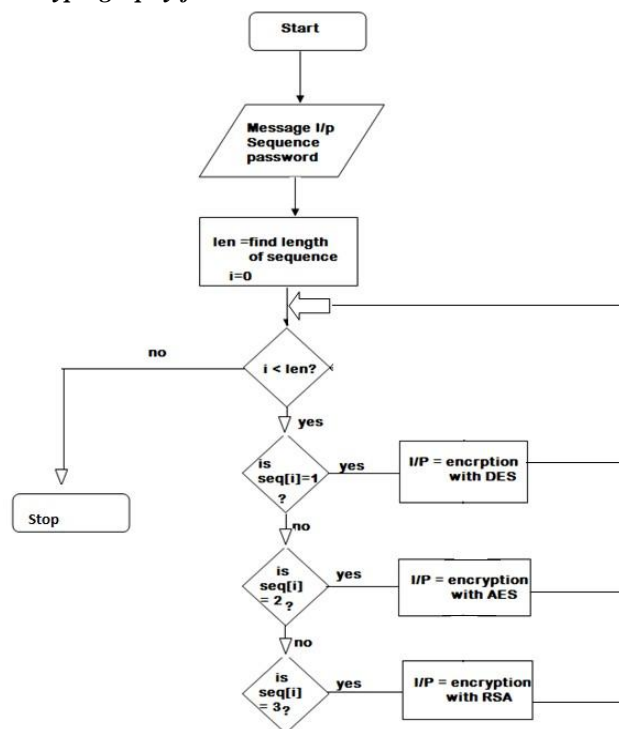 Start
Message I/p
Sequence
password
len =find length
of sequence
i=0
no
i < len?
yes
is
seq[i]=1
?
yes
I/P = encrption
with DES
Stop
no
is
seq[i]
= 2 ?
yes
I/P = encryption
with AES
no
is
seq[i]
= 3 ?
yes
I/P = encryption
with RSA